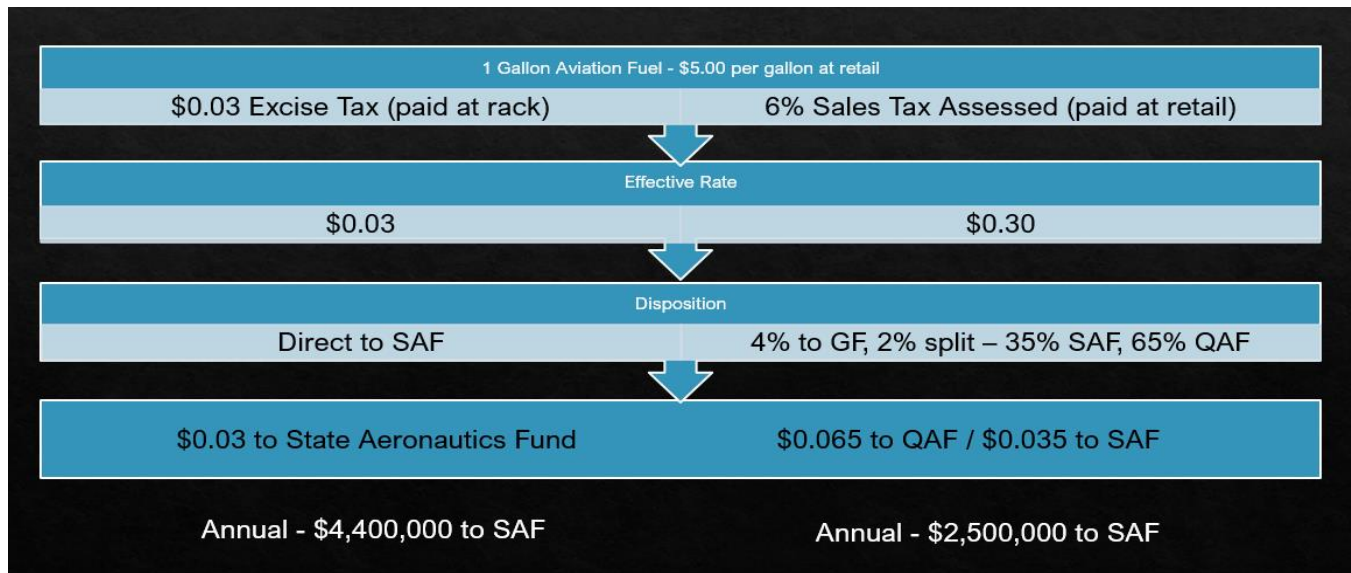 1 Gallon Aviation Fuel - $5.00 per gallon at retail
$0.03 Excise Tax (paid at rack)
6% Sales Tax Assessed (paid at retail)
Effective Rate
$0.03
$0.30
Disposition
Direct to SAF
4% to GF, 2% split – 35% SAF, 65% QAF
$0.03 to State Aeronautics Fund
$0.065 to QAF / $0.035 to SAF
Annual - $4,400,000 to SAF
Annual - $2,500,000 to SAF